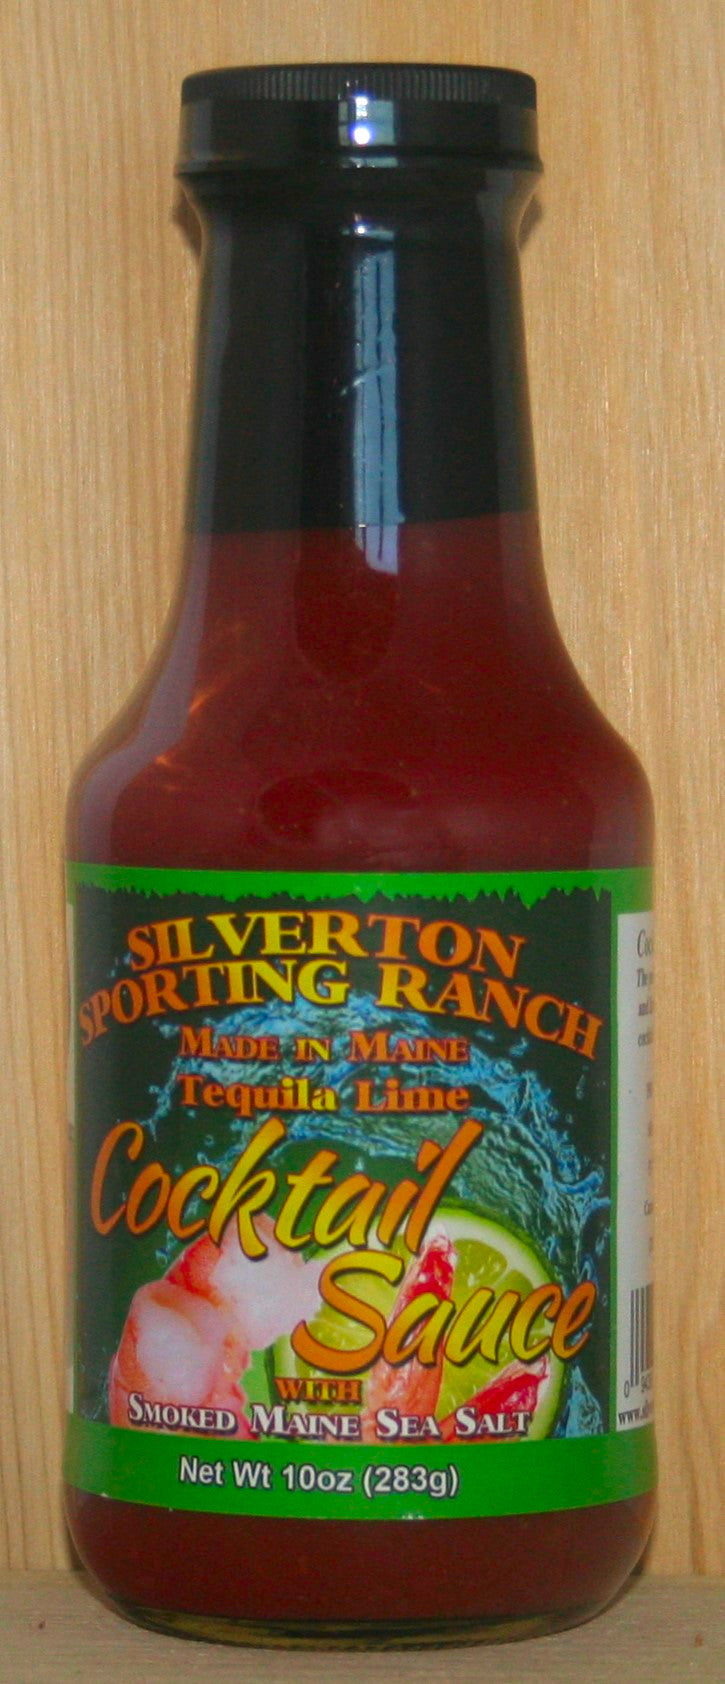 SILVERTON
SPORTING RANCH
MADE IN MAINE
Tequila Lime
Cocktail
Sauce
WITH
SMOKED MAINE SEA SALT
Net Wt 10oz (283g)